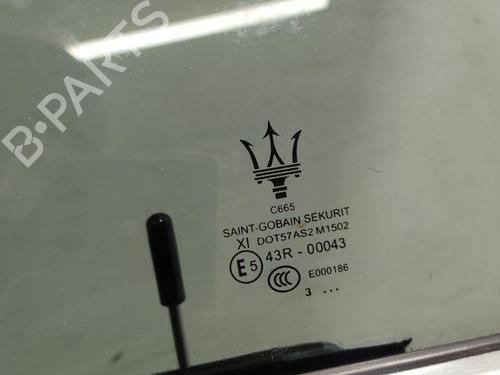 B-PARTS
C665
SAINT-GOBAIN SEKURIT
XI DOT57AS2 M1502
E5 43R - 00043
CCC E000186
3 ...